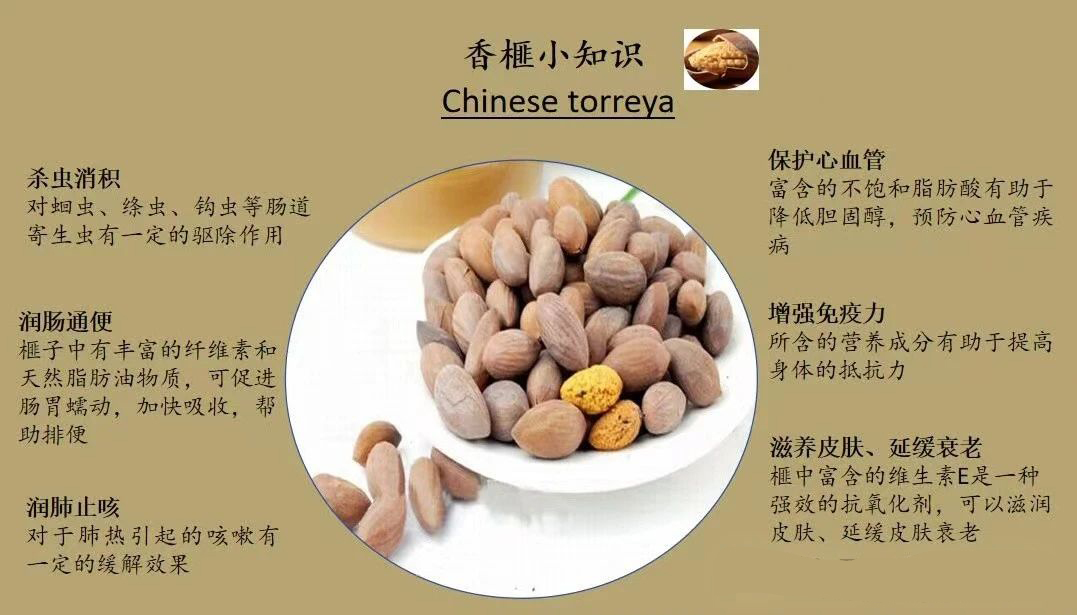 香榧小知识
Chinese torreya
杀虫消积
对蛔虫、绦虫、钩虫等肠道
寄生虫有一定的驱除作用
润肠通便
榧子中有丰富的纤维素和
天然脂肪油物质，可促进
肠胃蠕动，加快吸收，帮
助排便
润肺止咳
对于肺热引起的咳嗽有
一定的缓解效果
保护心血管
富含的不饱和脂肪酸有助于
降低胆固醇，预防心血管疾
病
增强免疫力
所含的营养成分有助于提高
身体的抵抗力
滋养皮肤、延缓衰老
榧中富含的维生素E是一种
强效的抗氧化剂，可以滋润
皮肤、延缓皮肤衰老